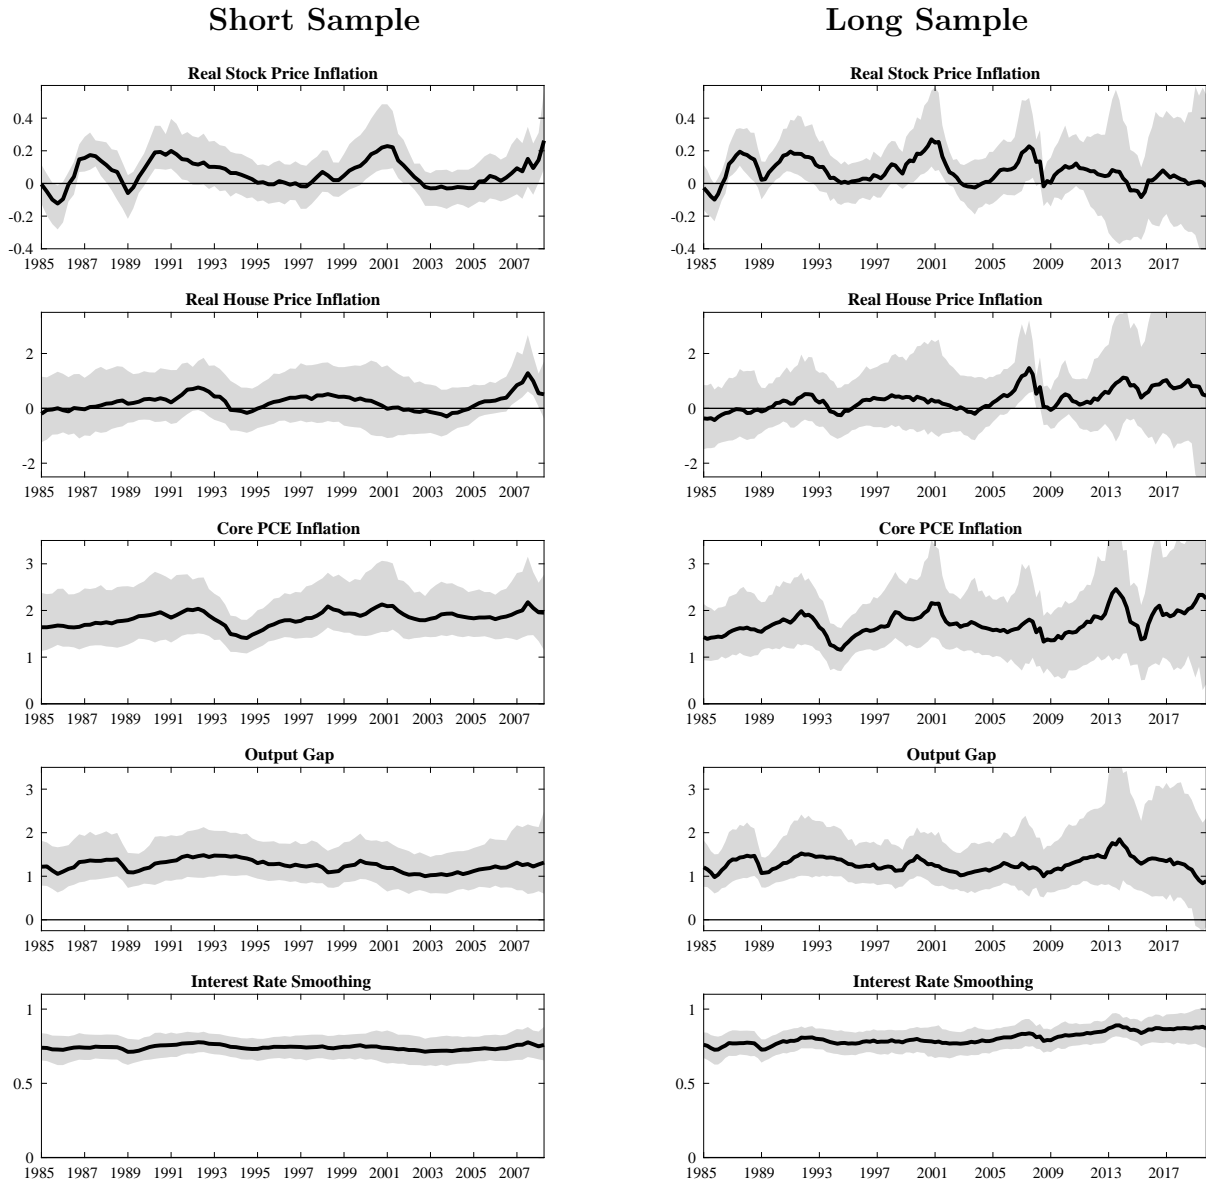 Short Sample
Long Sample
Real Stock Price Inflation
0.4
0.2
0
-0.2
-0.4
1985 1987 1989 1991 1993 1995 1997 1999 2001 2003 2005 2007
Real Stock Price Inflation
0.4
0.2
0
-0.2
-0.4
1985 1989 1993 1997 2001 2005 2009 2013 2017
Real House Price Inflation
2
0
-2
1985 1987 1989 1991 1993 1995 1997 1999 2001 2003 2005 2007
Real House Price Inflation
2
0
-2
1985 1989 1993 1997 2001 2005 2009 2013 2017
Core PCE Inflation
3
2
1
0
1985 1987 1989 1991 1993 1995 1997 1999 2001 2003 2005 2007
Core PCE Inflation
3
2
1
0
1985 1989 1993 1997 2001 2005 2009 2013 2017
Output Gap
3
2
1
0
1985 1987 1989 1991 1993 1995 1997 1999 2001 2003 2005 2007
Output Gap
3
2
1
0
1985 1989 1993 1997 2001 2005 2009 2013 2017
Interest Rate Smoothing
1
0.5
0
1985 1987 1989 1991 1993 1995 1997 1999 2001 2003 2005 2007
Interest Rate Smoothing
1
0.5
0
1985 1989 1993 1997 2001 2005 2009 2013 2017